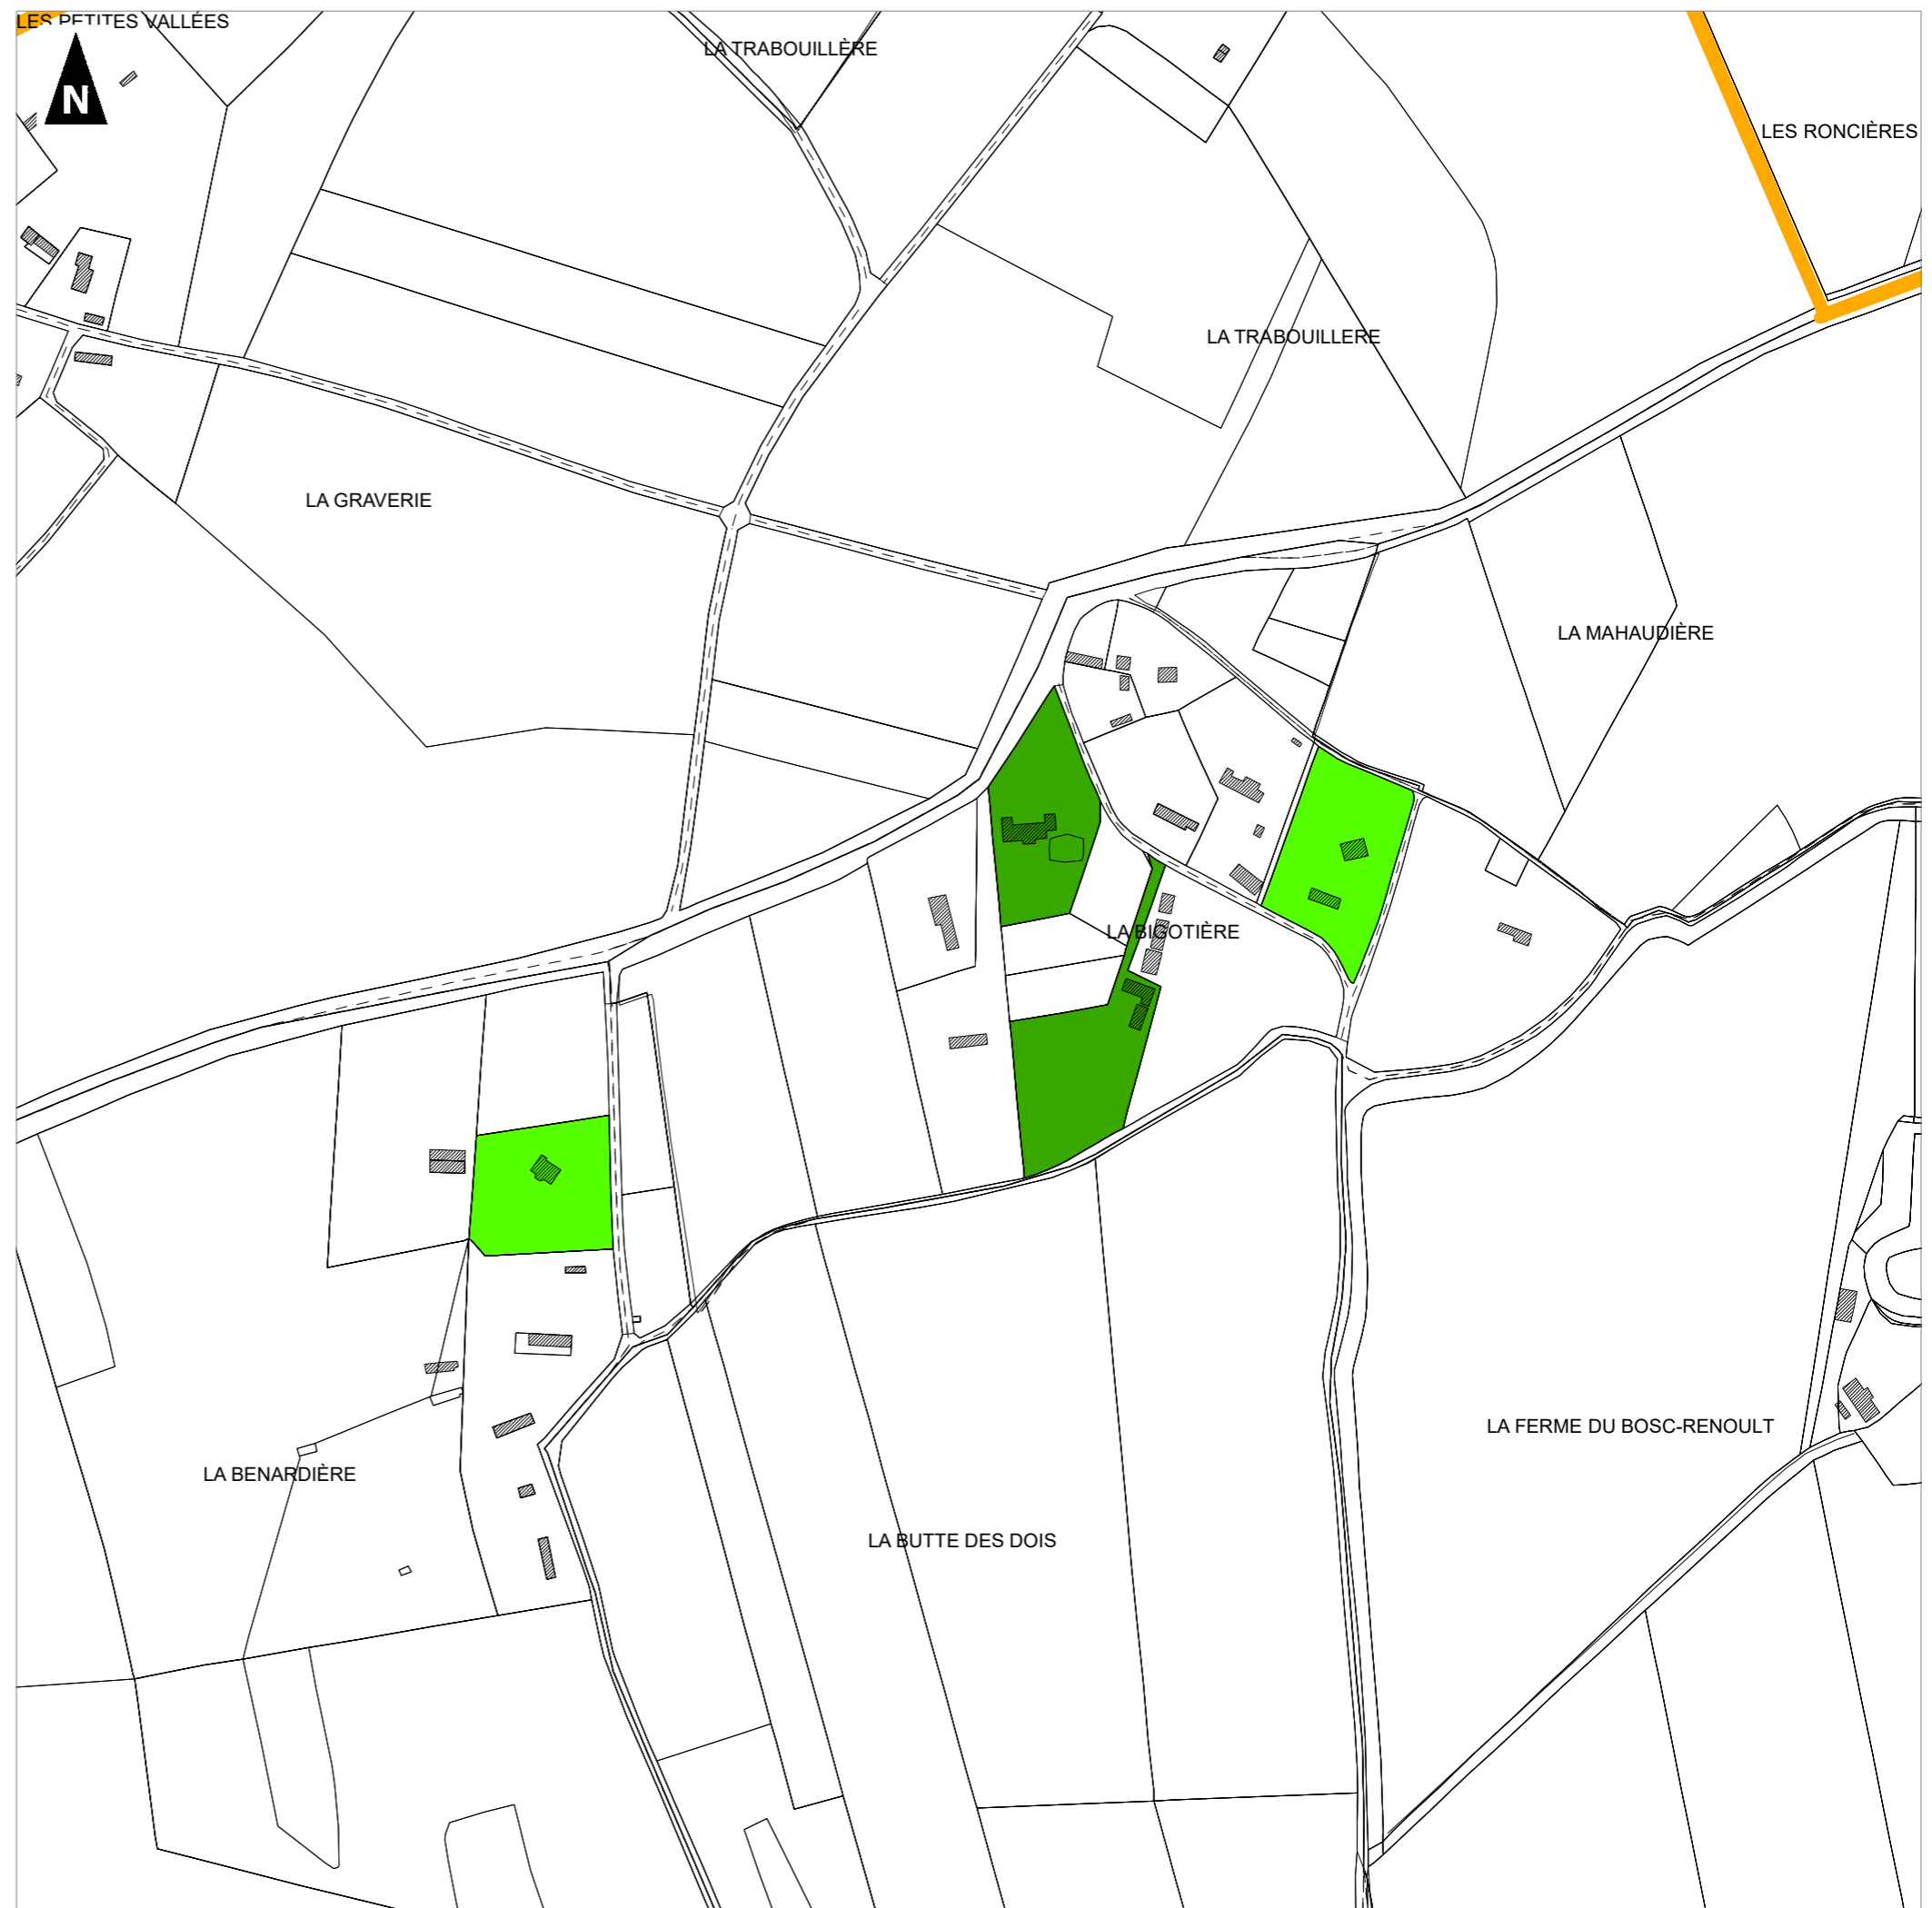 LES PETITES VALLÉES
LA TRABOUILLÈRE
N
LES RONCIÈRES
LA TRABOUILLERE
LA GRAVERIE
LA MAHAUDIÈRE
LA BIGOTIÈRE
LA FERME DU BOSC-RENOULT
LA BENARDIÈRE
LA BUTTE DES DOIS